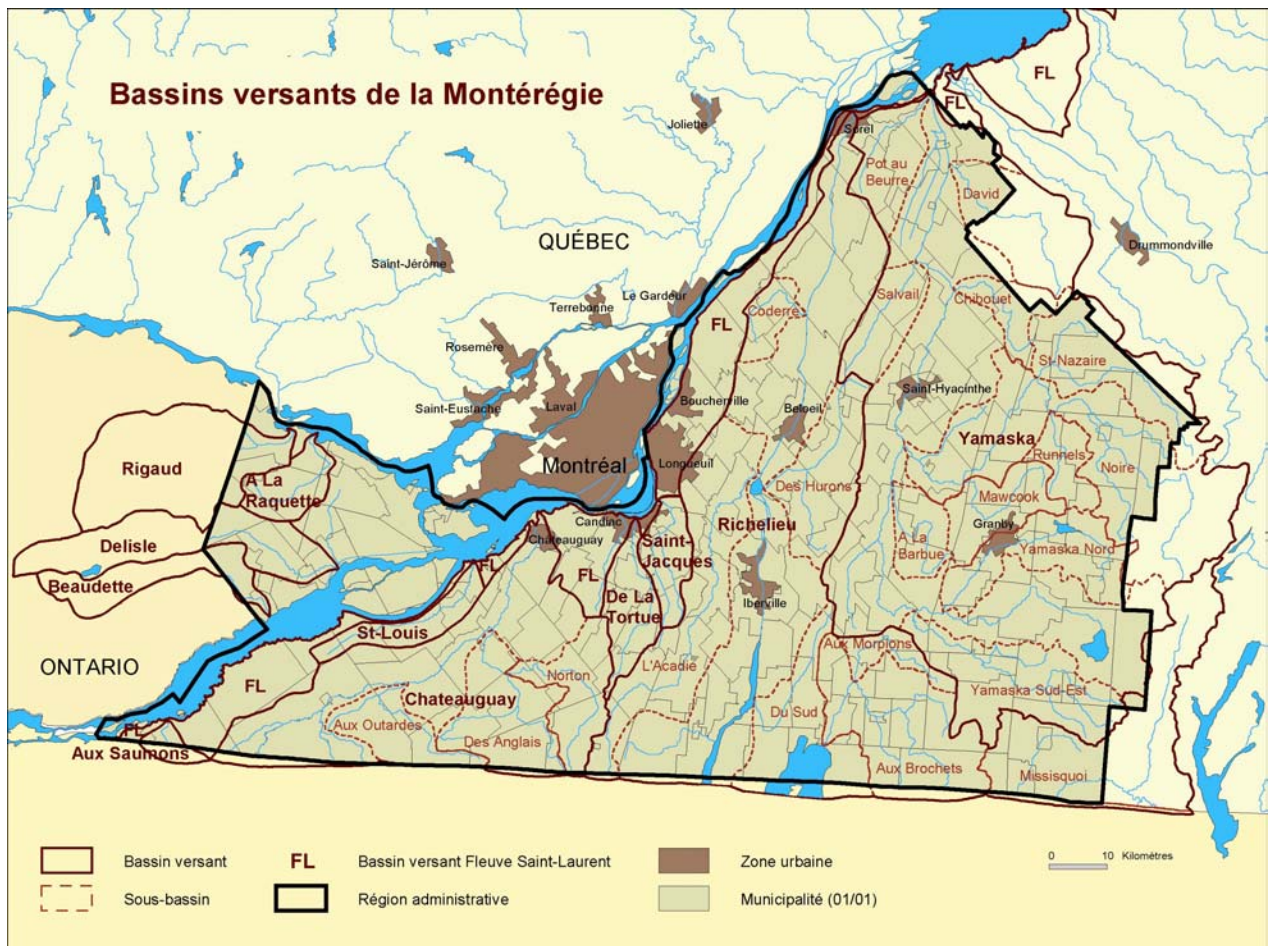 Bassins versants de la Montérégie
FL
FL
Joliette
Sorel
Pot au
Beurre
David
QUÉBEC
Drummondville
Saint-Jérôme
Terrebonne
Le Gardeur
Salvail
Chibouet
FL
Coderre
Rosemère
St-Nazaire
Saint-Eustache
Laval
Boucherville
Beloeil
Saint-Hyacinthe
Montréal
Longueuil
Yamaska
Runnels
Noire
Rigaud
A La
Raquette
Des Hurons
Mawcook
Candiac
Chateauguay
Richelieu
Granby
Delisle
Saint-
Jacques
A La
Barbue
Yamaska Nord
Beaudette
FL
FL
De La
Tortue
Iberville
St-Louis
ONTARIO
L'Acadie
Aux Morpions
FL
Norton
Chateauguay
Yamaska Sud-Est
Aux Outardes
Du Sud
FL
Des Anglais
Aux Saumons
Aux Brochets
Missisquoi
Bassin versant
FL
Bassin versant Fleuve Saint-Laurent
Zone urbaine
0 10 Kilomètres
Sous-bassin
Région administrative
Municipalité (01/01)